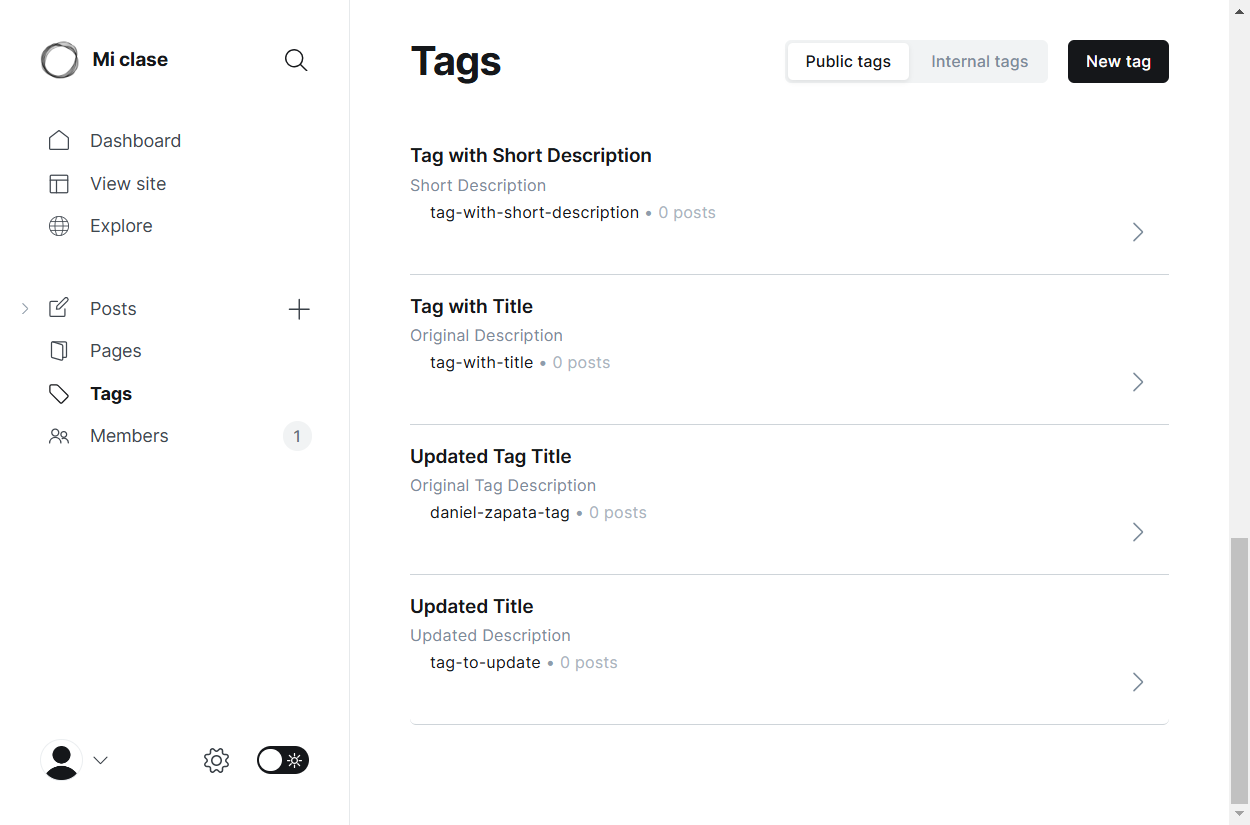 Mi clase
Dashboard
View site
Explore
Posts
Pages
Tags
Members
1
Tags
Public tags
Internal tags
New tag
Tag with Short Description
Short Description
tag-with-short-description • 0 posts
Tag with Title
Original Description
tag-with-title • 0 posts
Updated Tag Title
Original Tag Description
daniel-zapata-tag • 0 posts
Updated Title
Updated Description
tag-to-update • 0 posts